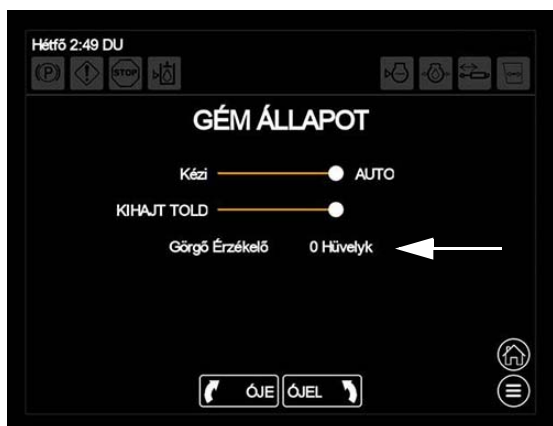 Hétfő 2:49 DU
P STOP
GÉM ÁLLAPOT
Kézi AUTO
KIHAJT TOLD
Görgő Érzékelő 0 Hüvelyk
ÓJE ÓJEL